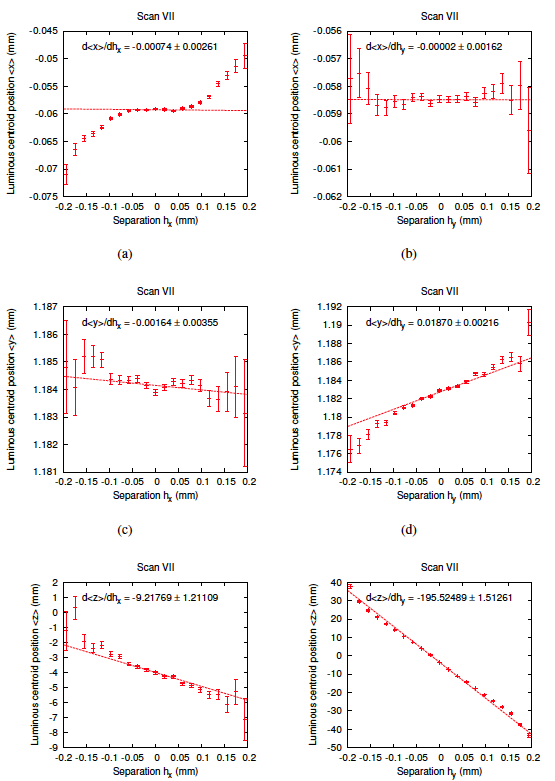 Scan VII
d<x>/dh_x = -0.00074 ± 0.00261
Luminous centroid position <x> (mm)
-0.045
-0.05
-0.055
-0.06
-0.065
-0.07
-0.075
-0.2 -0.15 -0.1 -0.05 0 0.05 0.1 0.15 0.2
Separation h_x (mm)
(a)
Scan VII
d<x>/dh_y = -0.00002 ± 0.00162
Luminous centroid position <x> (mm)
-0.056
-0.057
-0.058
-0.059
-0.06
-0.061
-0.062
-0.2 -0.15 -0.1 -0.05 0 0.05 0.1 0.15 0.2
Separation h_y (mm)
(b)
Scan VII
d<y>/dh_x = -0.00164 ± 0.00355
Luminous centroid position <y> (mm)
1.187
1.186
1.185
1.184
1.183
1.182
1.181
-0.2 -0.15 -0.1 -0.05 0 0.05 0.1 0.15 0.2
Separation h_x (mm)
(c)
Scan VII
d<y>/dh_y = 0.01870 ± 0.00216
Luminous centroid position <y> (mm)
1.192
1.19
1.188
1.186
1.184
1.182
1.18
1.178
1.176
1.174
-0.2 -0.15 -0.1 -0.05 0 0.05 0.1 0.15 0.2
Separation h_y (mm)
(d)
Scan VII
d<z>/dh_x = -9.21769 ± 1.21109
Luminous centroid position <z> (mm)
2
1
0
-1
-2
-3
-4
-5
-6
-7
-8
-9
-0.2 -0.15 -0.1 -0.05 0 0.05 0.1 0.15 0.2
Separation h_x (mm)
Scan VII
d<z>/dh_y = -195.52489 ± 1.51261
Luminous centroid position <z> (mm)
40
30
20
10
0
-10
-20
-30
-40
-50
-0.2 -0.15 -0.1 -0.05 0 0.05 0.1 0.15 0.2
Separation h_y (mm)